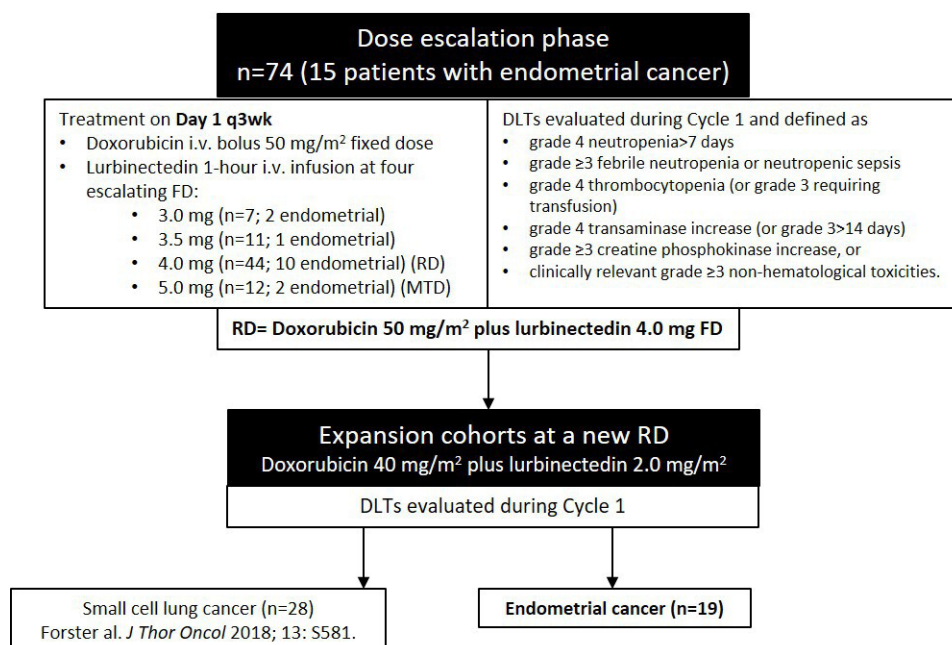 Dose escalation phase
n=74 (15 patients with endometrial cancer)
Treatment on Day 1 q3wk
• Doxorubicin i.v. bolus 50 mg/m² fixed dose
• Lurbinectedin 1-hour i.v. infusion at four
escalating FD:
• 3.0 mg (n=7; 2 endometrial)
• 3.5 mg (n=11; 1 endometrial)
• 4.0 mg (n=44; 10 endometrial) (RD)
• 5.0 mg (n=12; 2 endometrial) (MTD)
DLTs evaluated during Cycle 1 and defined as
• grade 4 neutropenia>7 days
• grade ≥3 febrile neutropenia or neutropenic sepsis
• grade 4 thrombocytopenia (or grade 3 requiring
transfusion)
• grade 4 transaminase increase (or grade 3>14 days)
• grade ≥3 creatine phosphokinase increase, or
• clinically relevant grade ≥3 non-hematological toxicities.
RD= Doxorubicin 50 mg/m² plus lurbinectedin 4.0 mg FD
Expansion cohorts at a new RD
Doxorubicin 40 mg/m² plus lurbinectedin 2.0 mg/m²
DLTs evaluated during Cycle 1
Small cell lung cancer (n=28)
Forster al. J Thor Oncol 2018; 13: S581.
Endometrial cancer (n=19)